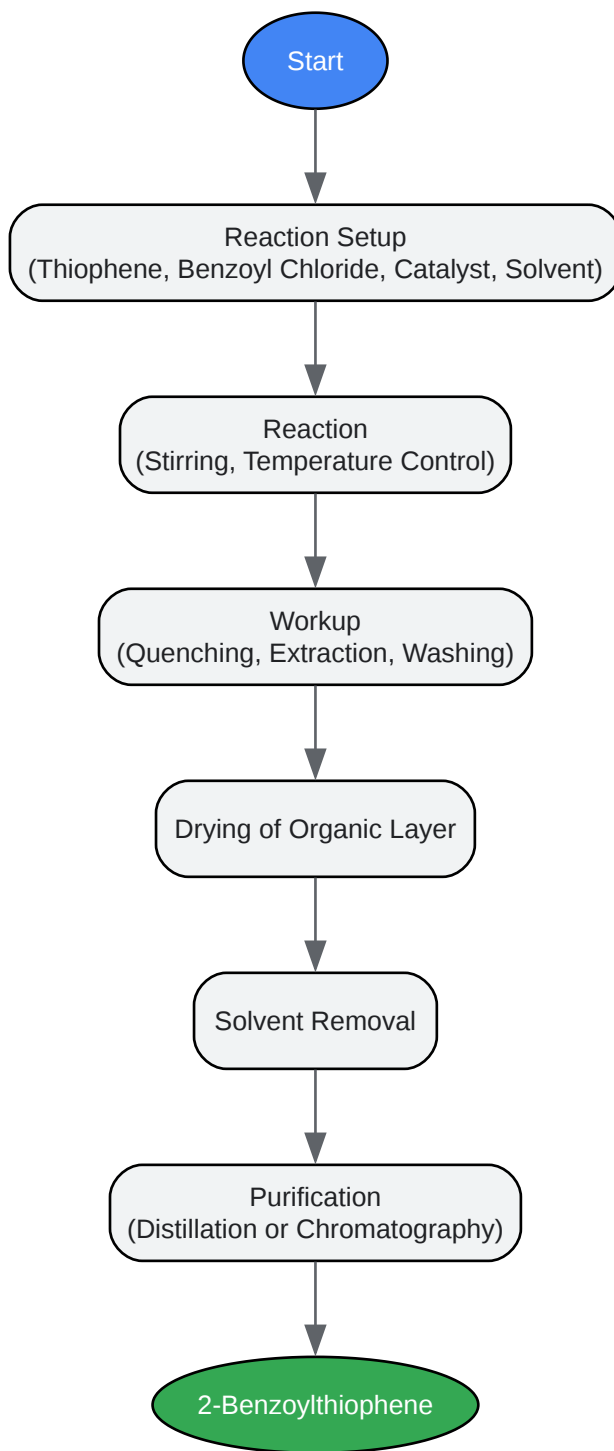 Start
Reaction Setup
(Thiophene, Benzoyl Chloride, Catalyst, Solvent)
Reaction
(Stirring, Temperature Control)
Workup
(Quenching, Extraction, Washing)
Drying of Organic Layer
Solvent Removal
Purification
(Distillation or Chromatography)
2-Benzoylthiophene